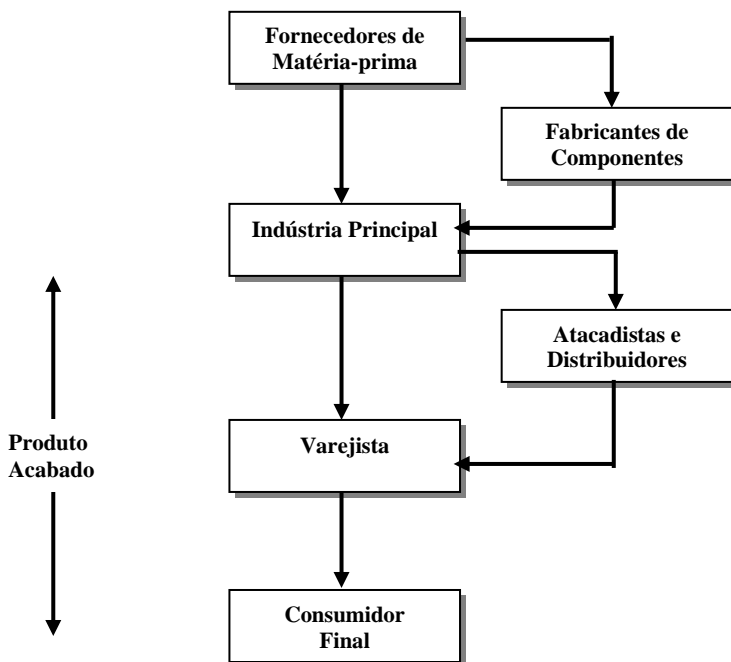 Fornecedores de
Matéria-prima
Fabricantes de
Componentes
Indústria Principal
Atacadistas e
Distribuidores
Varejista
Produto
Acabado
Consumidor
Final